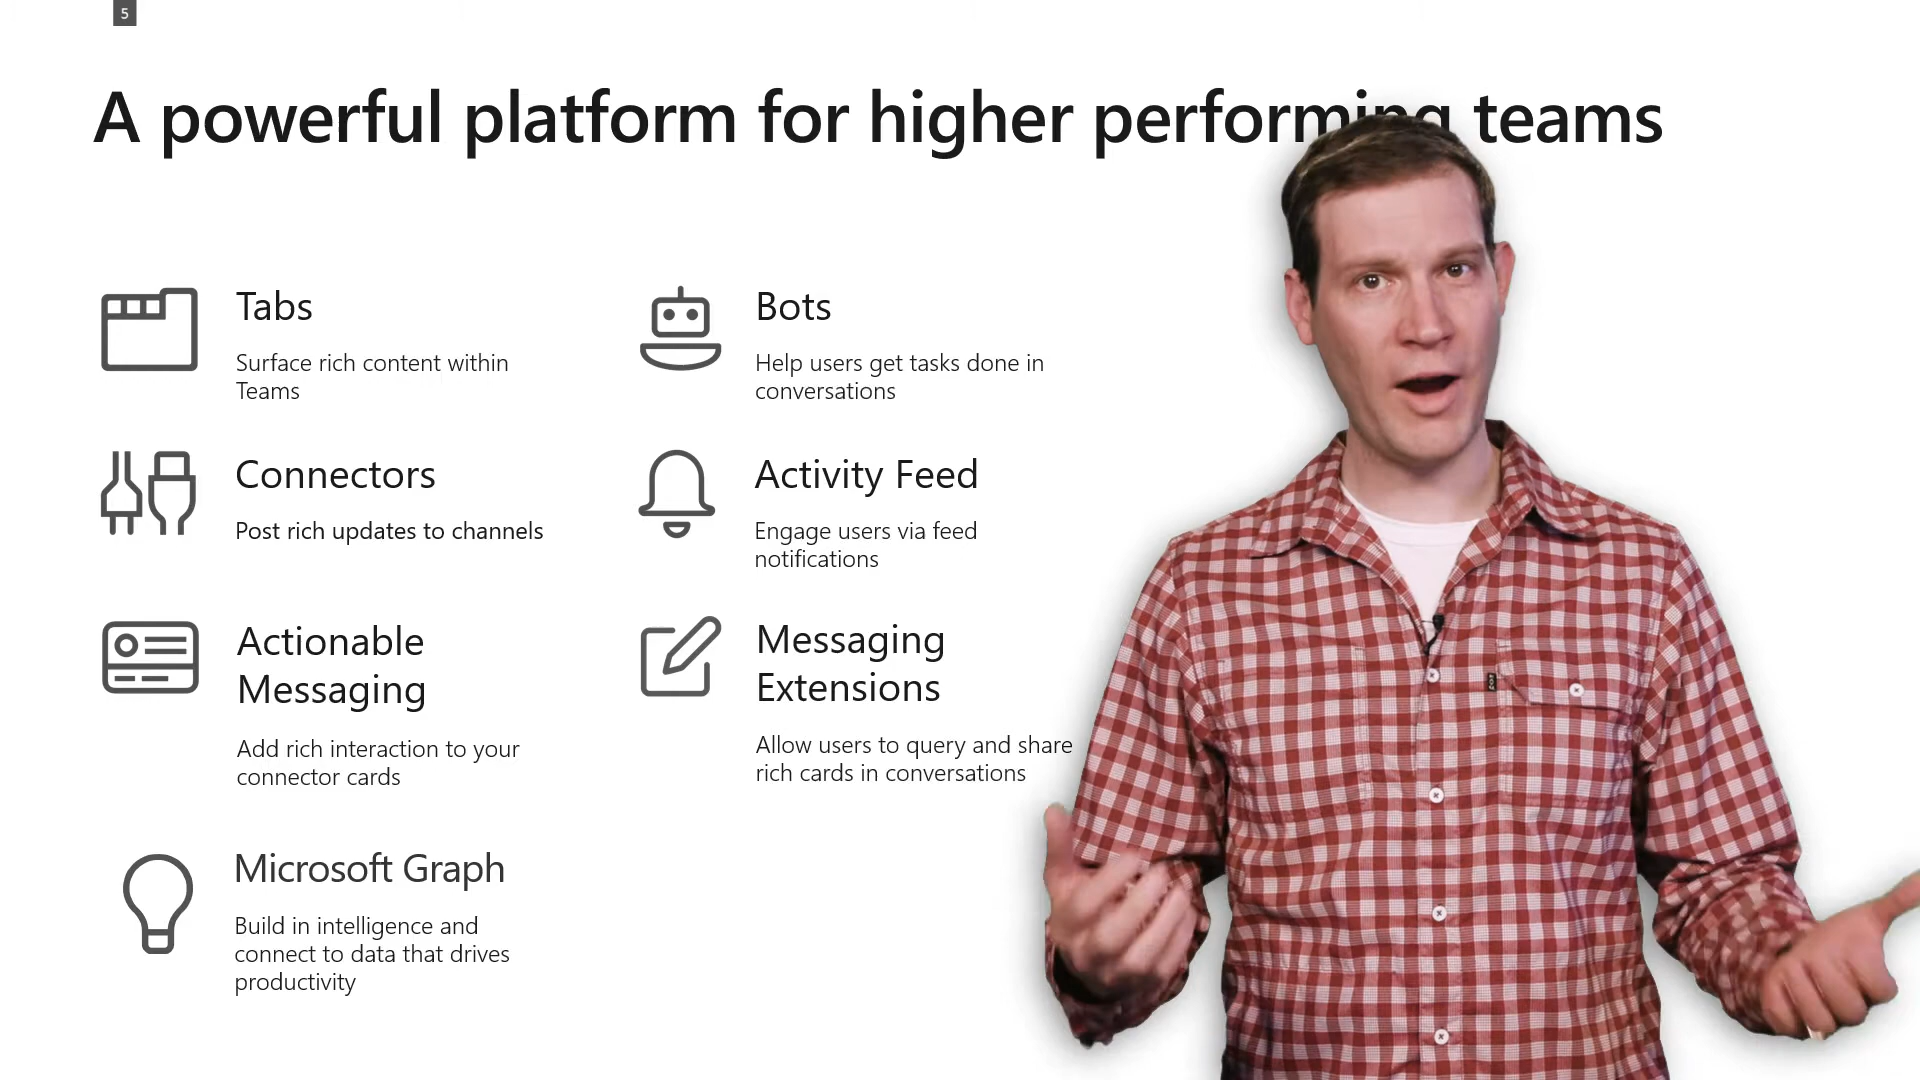 5
A powerful platform for higher performing teams
Tabs
Surface rich content within
Teams
Bots
Help users get tasks done in
conversations
Connectors
Post rich updates to channels
Activity Feed
Engage users via feed
notifications
Actionable
Messaging
Add rich interaction to your
connector cards
Messaging
Extensions
Allow users to query and share
rich cards in conversations
Microsoft Graph
Build in intelligence and
connect to data that drives
productivity